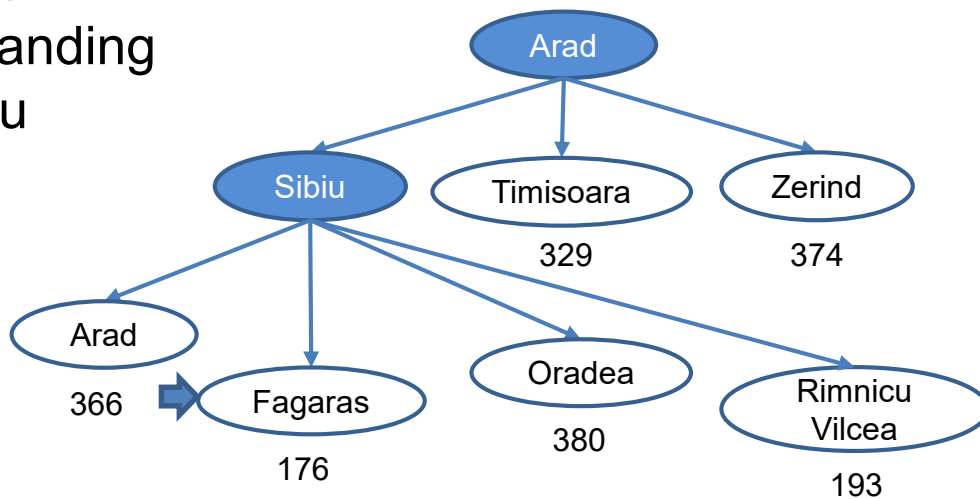 anding
u
Arad
Sibiu
Timisoara
Zerind
329
374
Arad
Fagaras
Oradea
Rimnicu
Vilcea
366
176
380
193